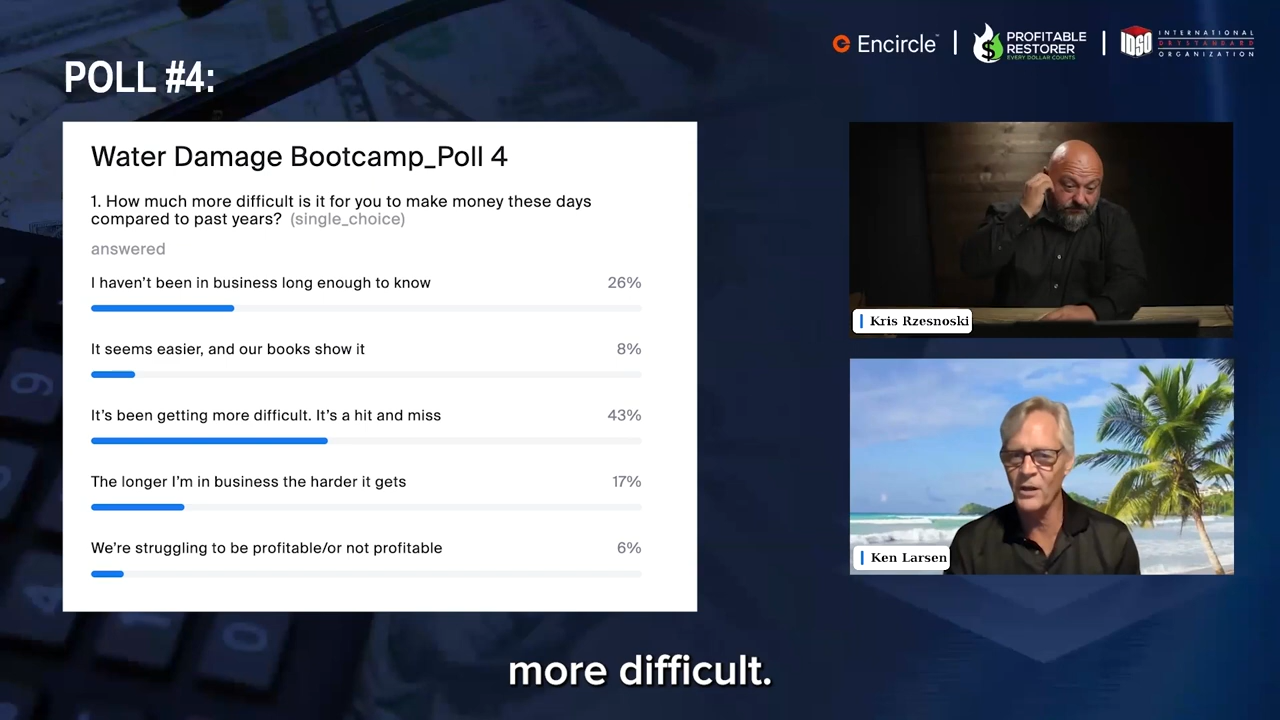 POLL #4:
Encircle
PROFITABLE
RESTORER
EVERY DOLLAR COUNTS
IDSO
INTERNATIONAL
DRYSTANDARD
ORGANIZATION
Water Damage Bootcamp_Poll 4
1. How much more difficult is it for you to make money these days
compared to past years? (single_choice)
answered
I haven’t been in business long enough to know 26%
It seems easier, and our books show it 8%
It’s been getting more difficult. It’s a hit and miss 43%
The longer I’m in business the harder it gets 17%
We’re struggling to be profitable/or not profitable 6%
Kris Rzesnoski
Ken Larsen
more difficult.